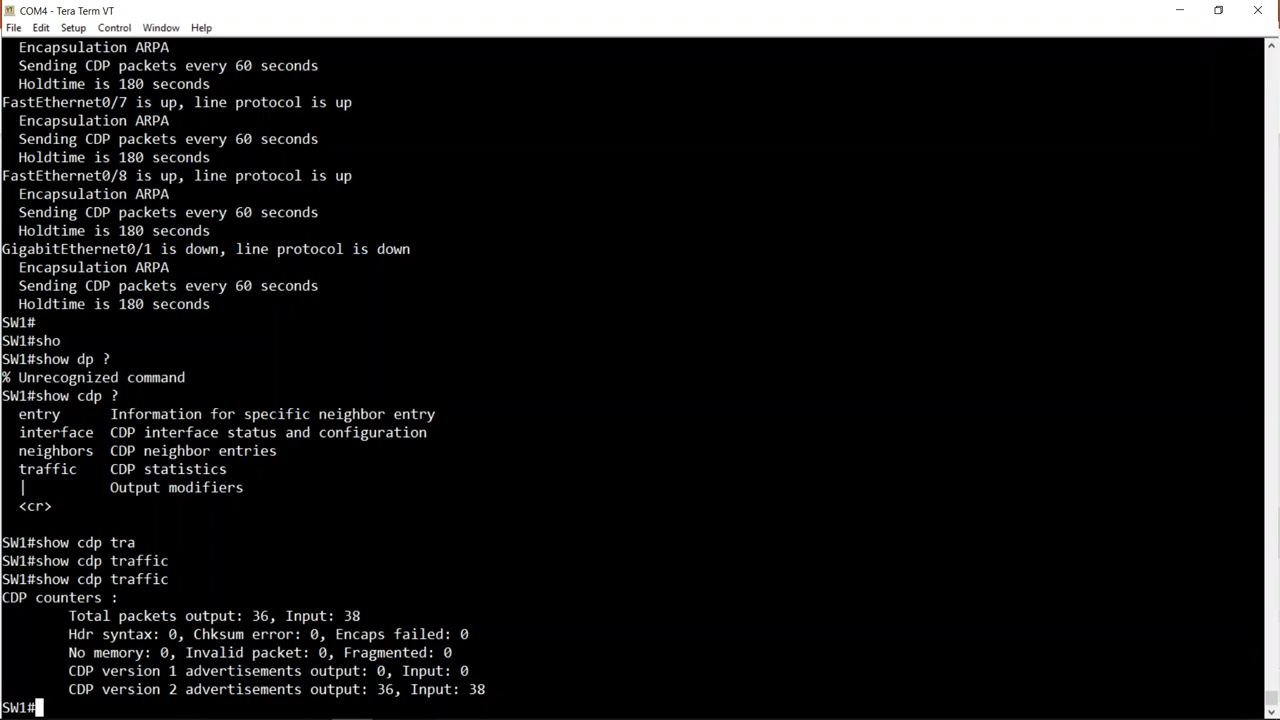 COM4 - Tera Term VT
File Edit Setup Control Window Help
Encapsulation ARPA
Sending CDP packets every 60 seconds
Holdtime is 180 seconds
FastEthernet0/7 is up, line protocol is up
Encapsulation ARPA
Sending CDP packets every 60 seconds
Holdtime is 180 seconds
FastEthernet0/8 is up, line protocol is up
Encapsulation ARPA
Sending CDP packets every 60 seconds
Holdtime is 180 seconds
GigabitEthernet0/1 is down, line protocol is down
Encapsulation ARPA
Sending CDP packets every 60 seconds
Holdtime is 180 seconds
SW1#
SW1#sho
SW1#show dp ?
% Unrecognized command
SW1#show cdp ?
entry Information for specific neighbor entry
interface CDP interface status and configuration
neighbors CDP neighbor entries
traffic CDP statistics
| Output modifiers
<cr>
SW1#show cdp tra
SW1#show cdp traffic
SW1#show cdp traffic
CDP counters :
Total packets output: 36, Input: 38
Hdr syntax: 0, Chksum error: 0, Encaps failed: 0
No memory: 0, Invalid packet: 0, Fragmented: 0
CDP version 1 advertisements output: 0, Input: 0
CDP version 2 advertisements output: 36, Input: 38
SW1#